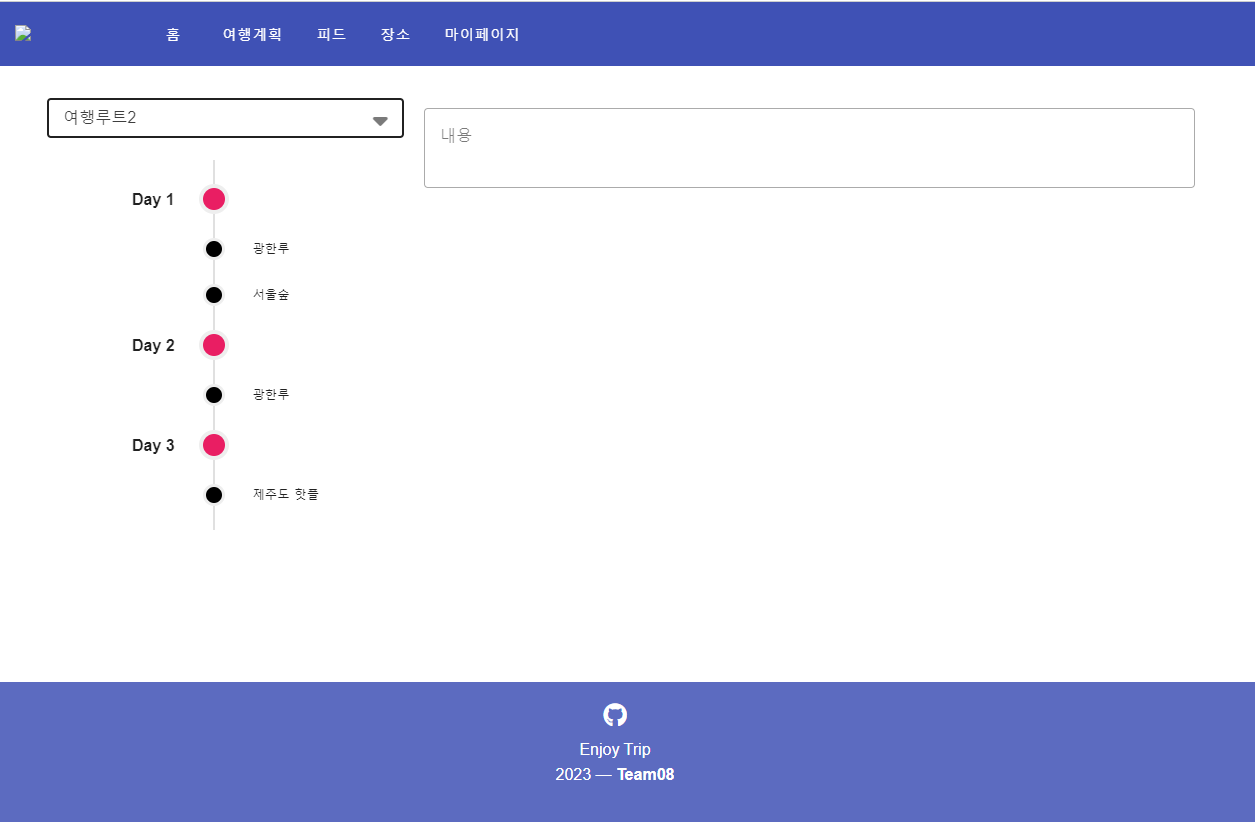 홈 여행계획 피드 장소 마이페이지
여행루트2
내용
Day 1
광한루
서울숲
Day 2
광한루
Day 3
제주도 핫플
Enjoy Trip
2023 — Team08